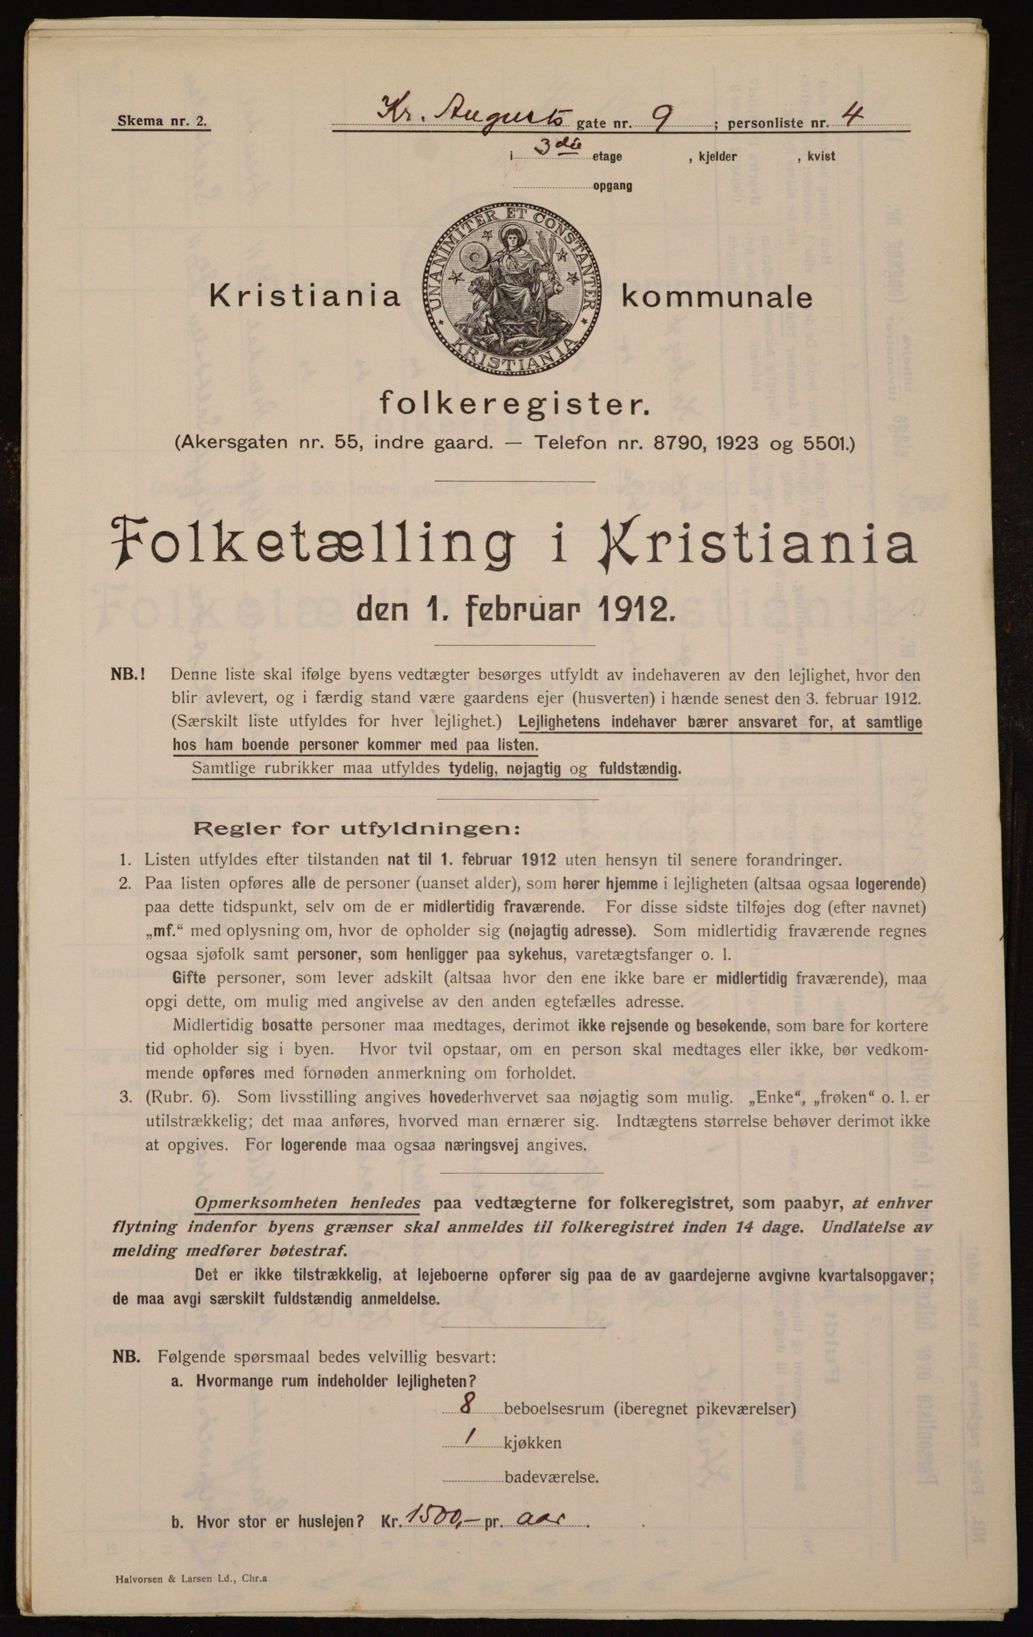 Skema nr. 2.
Kr. Augusts gate nr. 9 ; personliste nr. 4
i 3die etage , kjelder , kvist
opgang
UNANIMITER ET CONSTANTER
KRISTIANIA
Kristiania kommunale
folkeregister.
(Akersgaten nr. 55, indre gaard. — Telefon nr. 8790, 1923 og 5501.)
Folketælling i Kristiania
den 1. februar 1912.
NB.! Denne liste skal ifølge byens vedtægter besørges utfyldt av indehaveren av den lejlighet, hvor den
blir avlevert, og i færdig stand være gaardens ejer (husverten) i hænde senest den 3. februar 1912.
(Særskilt liste utfyldes for hver lejlighet.) Lejlighetens indehaver bærer ansvaret for, at samtlige
hos ham boende personer kommer med paa listen.
Samtlige rubrikker maa utfyldes tydelig, nøjagtig og fuldstændig.
Regler for utfyldningen:
1. Listen utfyldes efter tilstanden nat til 1. februar 1912 uten hensyn til senere forandringer.
2. Paa listen opføres alle de personer (uanset alder), som hører hjemme i lejligheten (altsaa ogsaa logerende)
paa dette tidspunkt, selv om de er midlertidig fraværende. For disse sidste tilføjes dog (efter navnet)
„mf.“ med oplysning om, hvor de opholder sig (nøjagtig adresse). Som midlertidig fraværende regnes
ogsaa sjøfolk samt personer, som henligger paa sykehus, varetægtsfanger o. l.
Gifte personer, som lever adskilt (altsaa hvor den ene ikke bare er midlertidig fraværende), maa
opgi dette, om mulig med angivelse av den anden egtefælles adresse.
Midlertidig bosatte personer maa medtages, derimot ikke rejsende og besøkende, som bare for kortere
tid opholder sig i byen. Hvor tvil opstaar, om en person skal medtages eller ikke, bør vedkom-
mende opføres med fornøden anmerkning om forholdet.
3. (Rubr. 6). Som livsstilling angives hovederhvervet saa nøjagtig som mulig. „Enke“, „frøken“ o. l. er
utilstrækkelig; det maa anføres, hvorved man ernærer sig. Indtægtens størrelse behøver derimot ikke
at opgives. For logerende maa ogsaa næringsvej angives.
Opmerksomheten henledes paa vedtægterne for folkeregistret, som paabyr, at enhver
flytning indenfor byens grænser skal anmeldes til folkeregistret inden 14 dage. Undlatelse av
melding medfører bøtestraf.
Det er ikke tilstrækkelig, at lejeboerne opfører sig paa de av gaardejerne avgivne kvartalsopgaver;
de maa avgi særskilt fuldstændig anmeldelse.
NB. Følgende spørsmaal bedes velvillig besvart:
a. Hvormange rum indeholder lejligheten?
8 beboelsesrum (iberegnet pikeværelser)
1 kjøkken
badeværelse.
b. Hvor stor er huslejen? Kr. 1500,- pr. aar .
Halvorsen & Larsen Ld., Chr.a